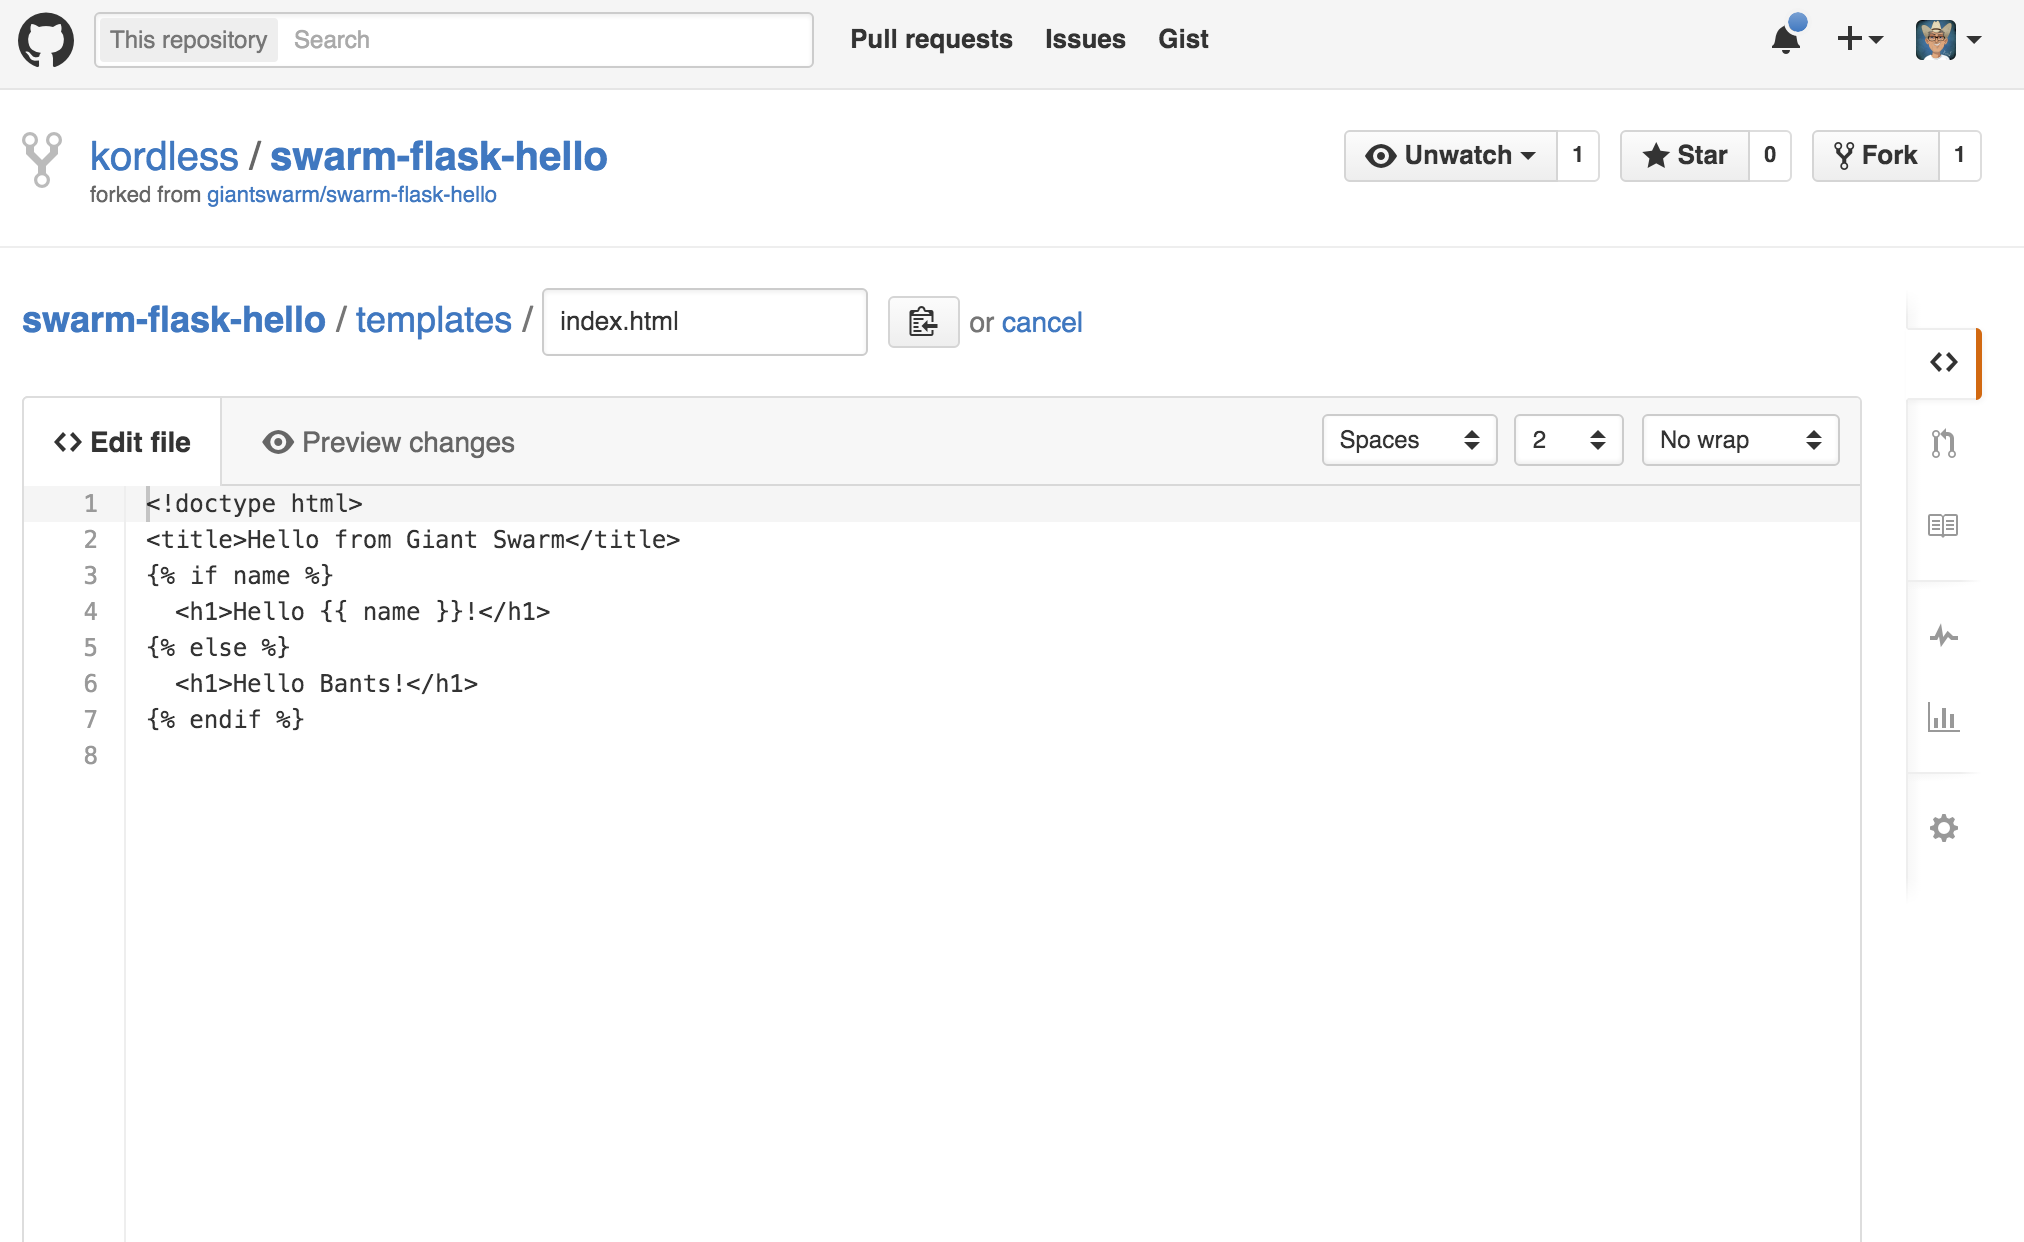 This repository Search Pull requests Issues Gist
kordless / swarm-flask-hello Unwatch 1 Star 0 Fork 1
forked from giantswarm/swarm-flask-hello
swarm-flask-hello / templates / index.html or cancel
Edit file Preview changes Spaces 2 No wrap
1 <!doctype html>
2 <title>Hello from Giant Swarm</title>
3 {% if name %}
4   <h1>Hello {{ name }}!</h1>
5 {% else %}
6   <h1>Hello Bants!</h1>
7 {% endif %}
8